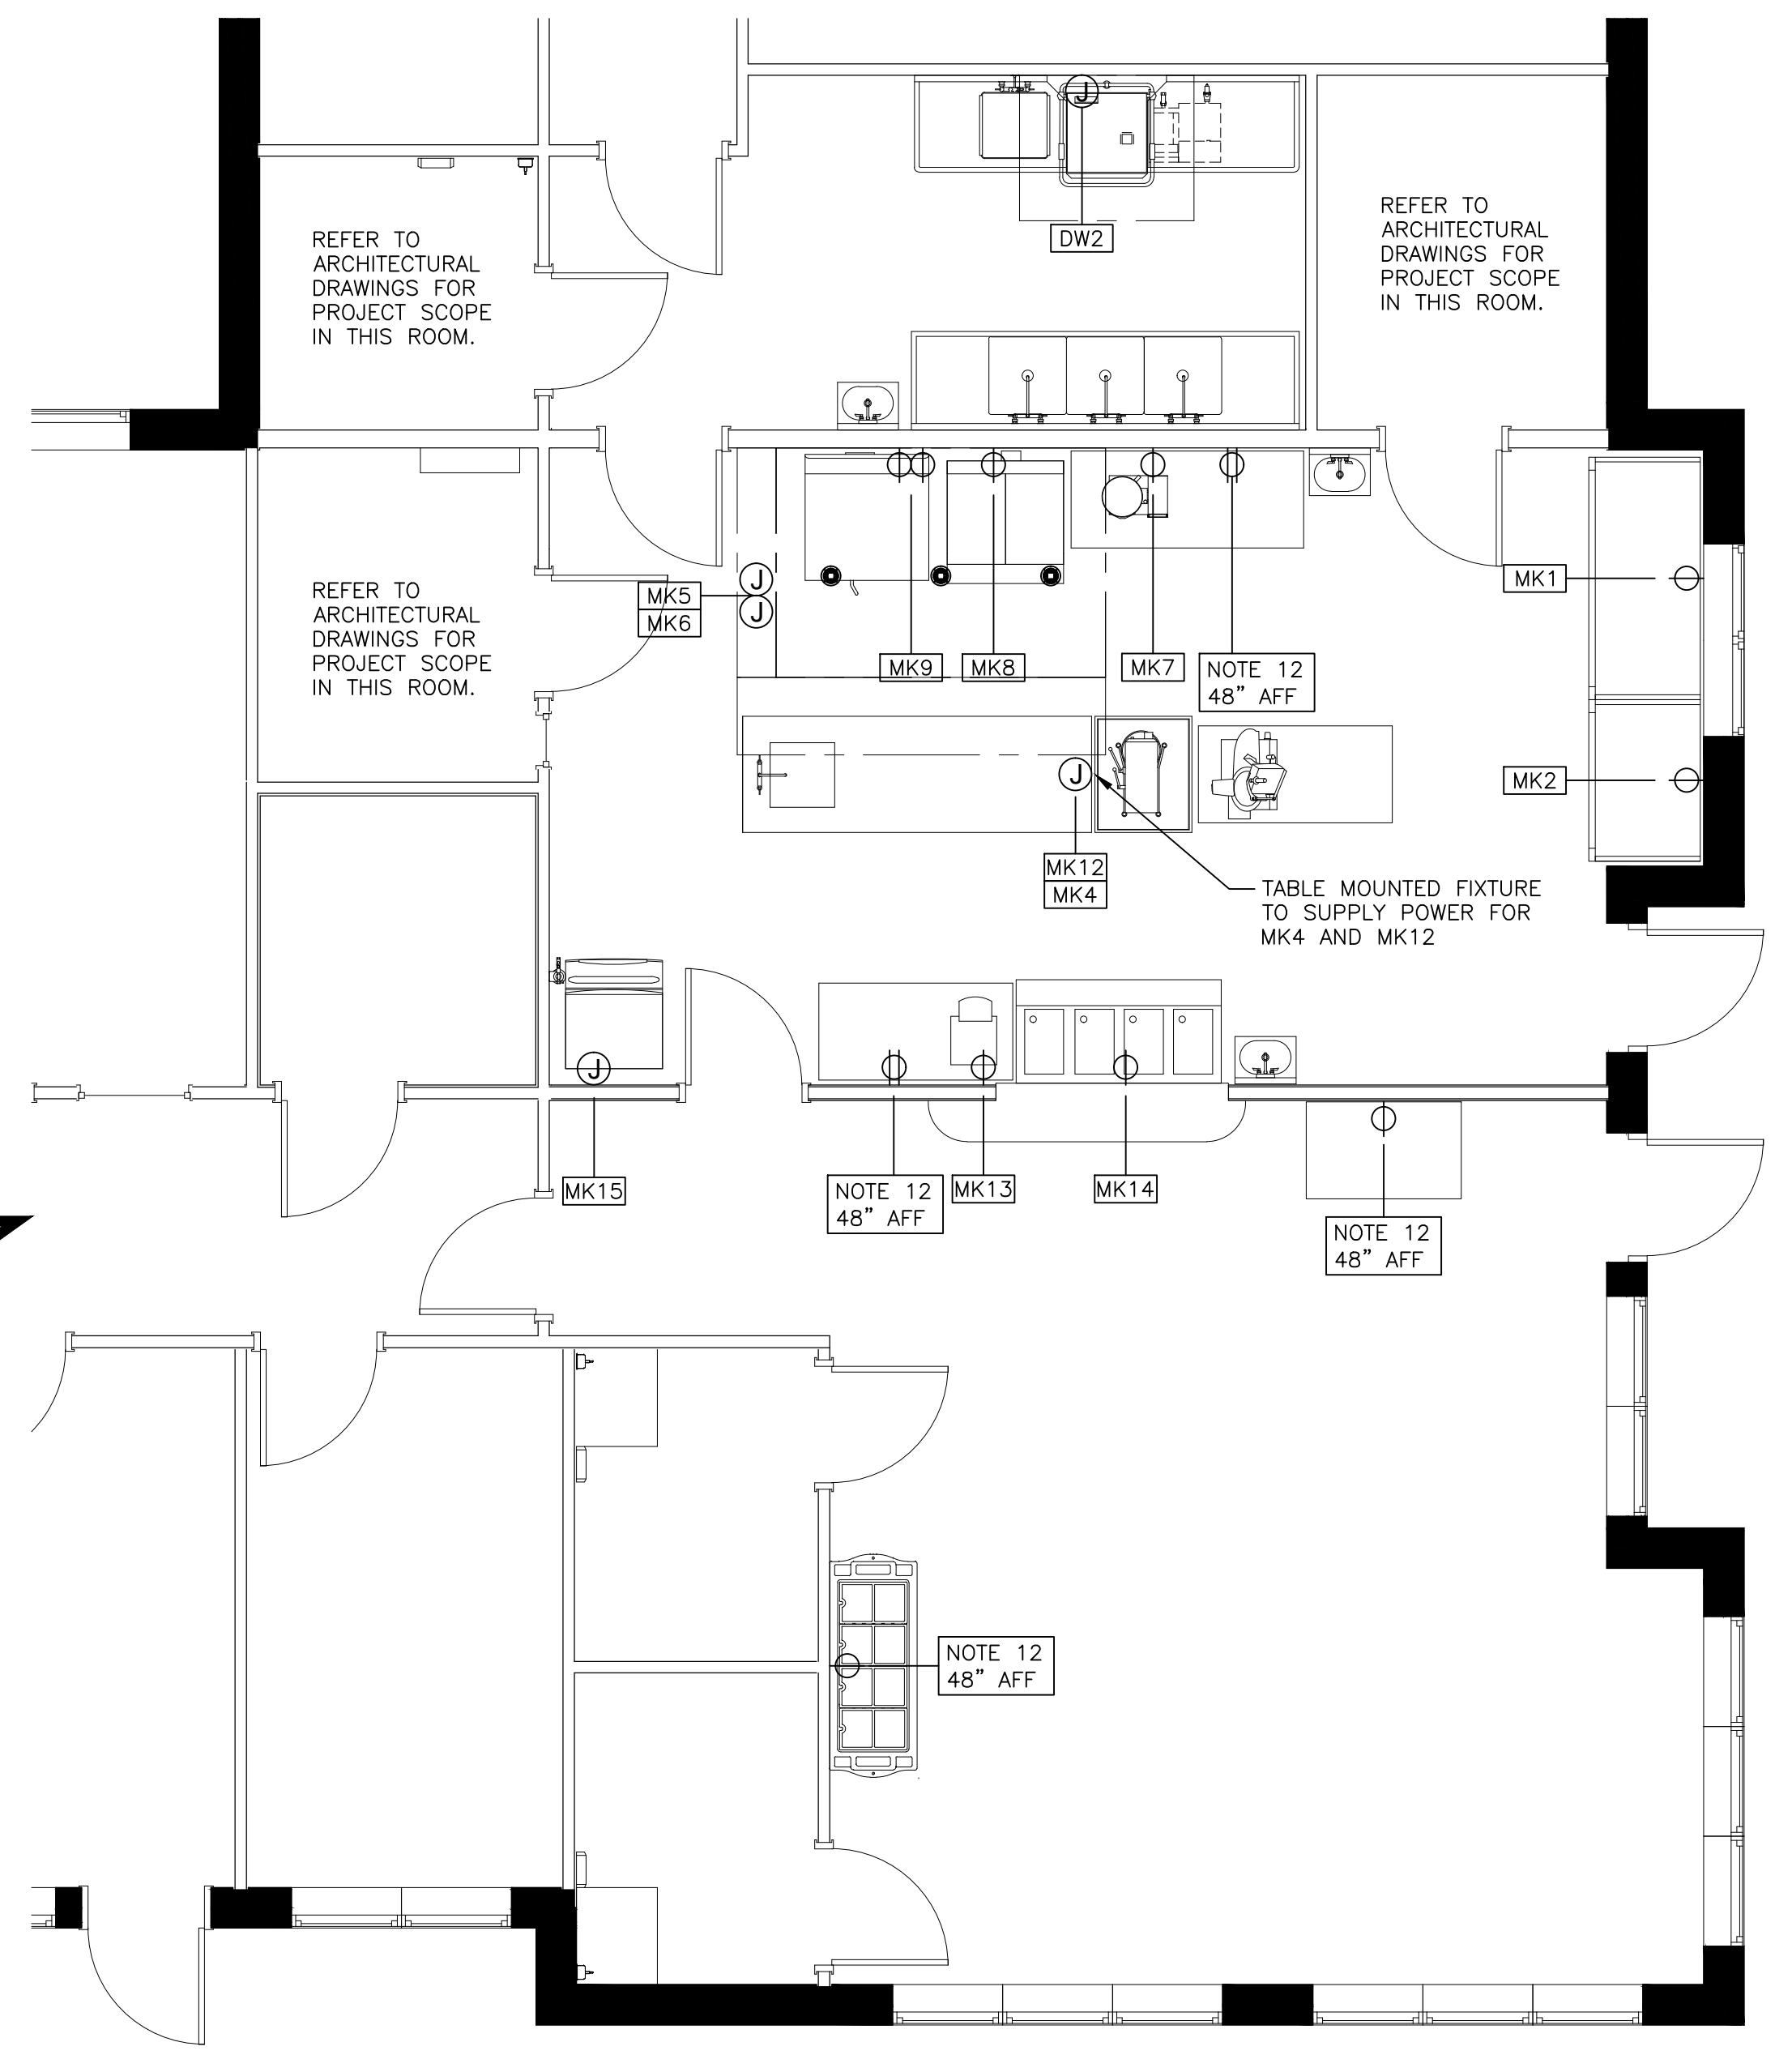 REFER TO
ARCHITECTURAL
DRAWINGS FOR
PROJECT SCOPE
IN THIS ROOM.
J
DW2
REFER TO
ARCHITECTURAL
DRAWINGS FOR
PROJECT SCOPE
IN THIS ROOM.
REFER TO
ARCHITECTURAL
DRAWINGS FOR
PROJECT SCOPE
IN THIS ROOM.
MK5
MK6
J
J
MK9
MK8
MK7
NOTE 12
48” AFF
MK1
MK2
J
MK12
MK4
TABLE MOUNTED FIXTURE
TO SUPPLY POWER FOR
MK4 AND MK12
J
MK15
NOTE 12
48” AFF
MK13
MK14
NOTE 12
48” AFF
NOTE 12
48” AFF